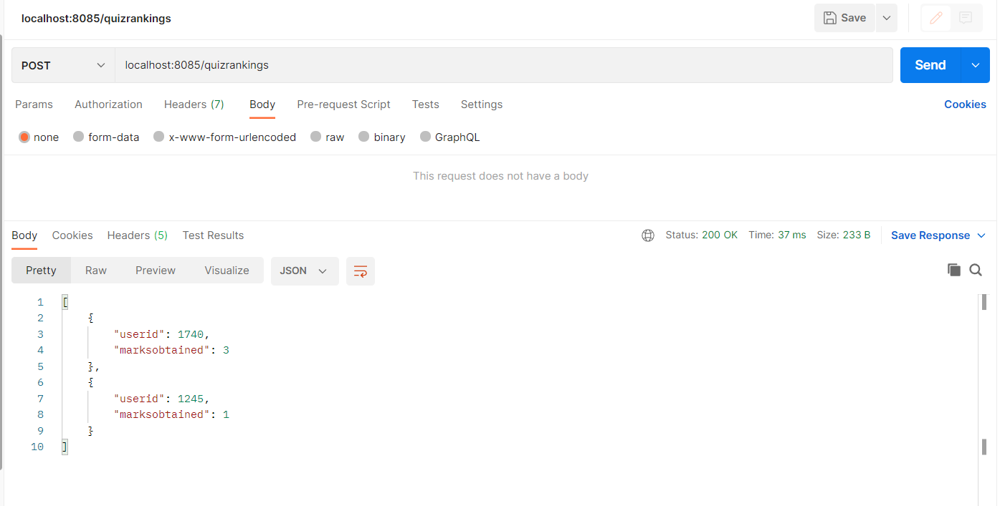 localhost:8085/quizrankings
Save
POST
localhost:8085/quizrankings
Send
Params Authorization Headers (7) Body Pre-request Script Tests Settings Cookies
none form-data x-www-form-urlencoded raw binary GraphQL
This request does not have a body
Body Cookies Headers (5) Test Results Status: 200 OK Time: 37 ms Size: 233 B Save Response
Pretty Raw Preview Visualize JSON
1 [
2 {
3 "userid": 1740,
4 "marksobtained": 3
5 },
6 {
7 "userid": 1245,
8 "marksobtained": 1
9 }
10 ]